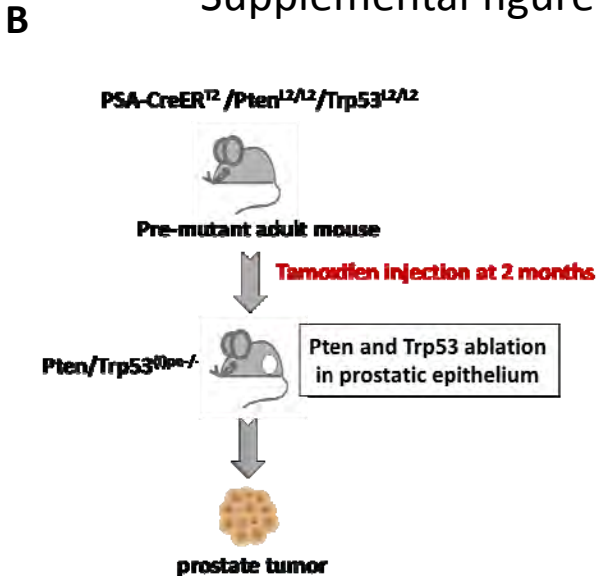 Supplemental figure
B
PSA-CreERT2 /PtenL2/L2/Trp53L2/L2
Pre-mutant adult mouse
Tamoxifen injection at 2 months
Pten/Trp53(i)pe-/-
Pten and Trp53 ablation
in prostatic epithelium
prostate tumor